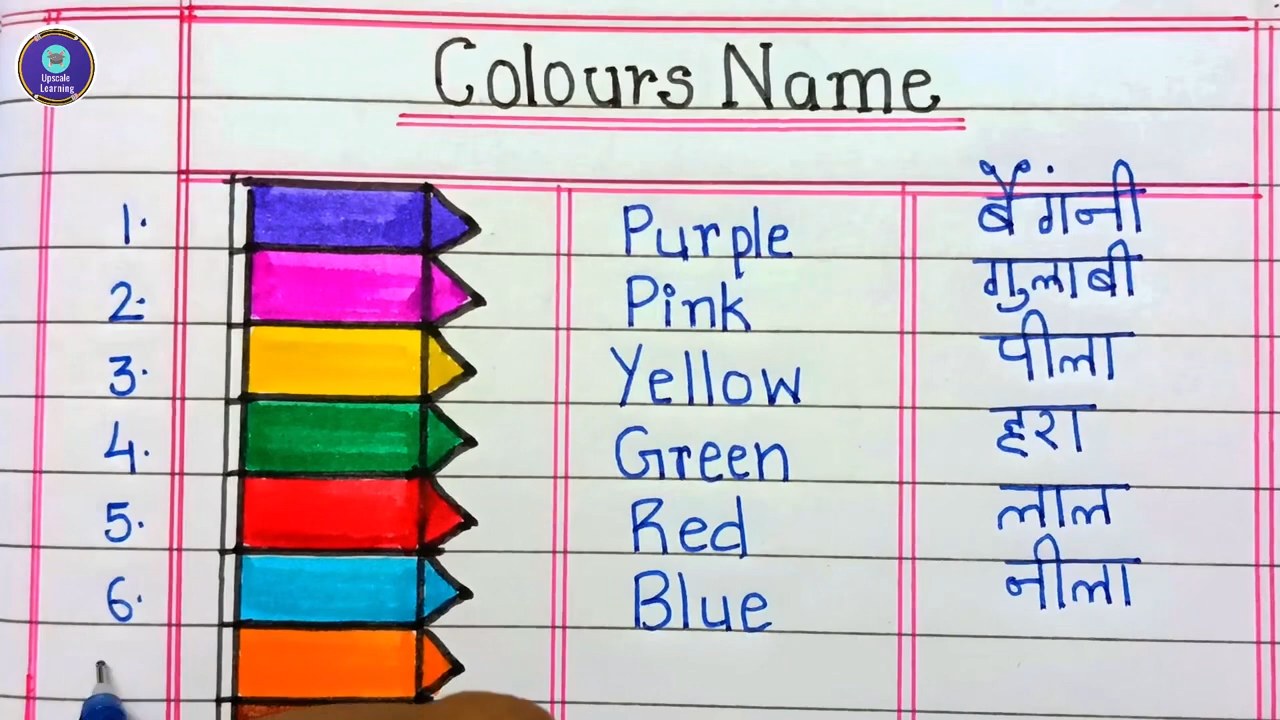 Upscale
Learning
Colours Name
1. Purple बैंगनी
2. Pink गुलाबी
3. Yellow पीला
4. Green हरा
5. Red लाल
6. Blue नीला